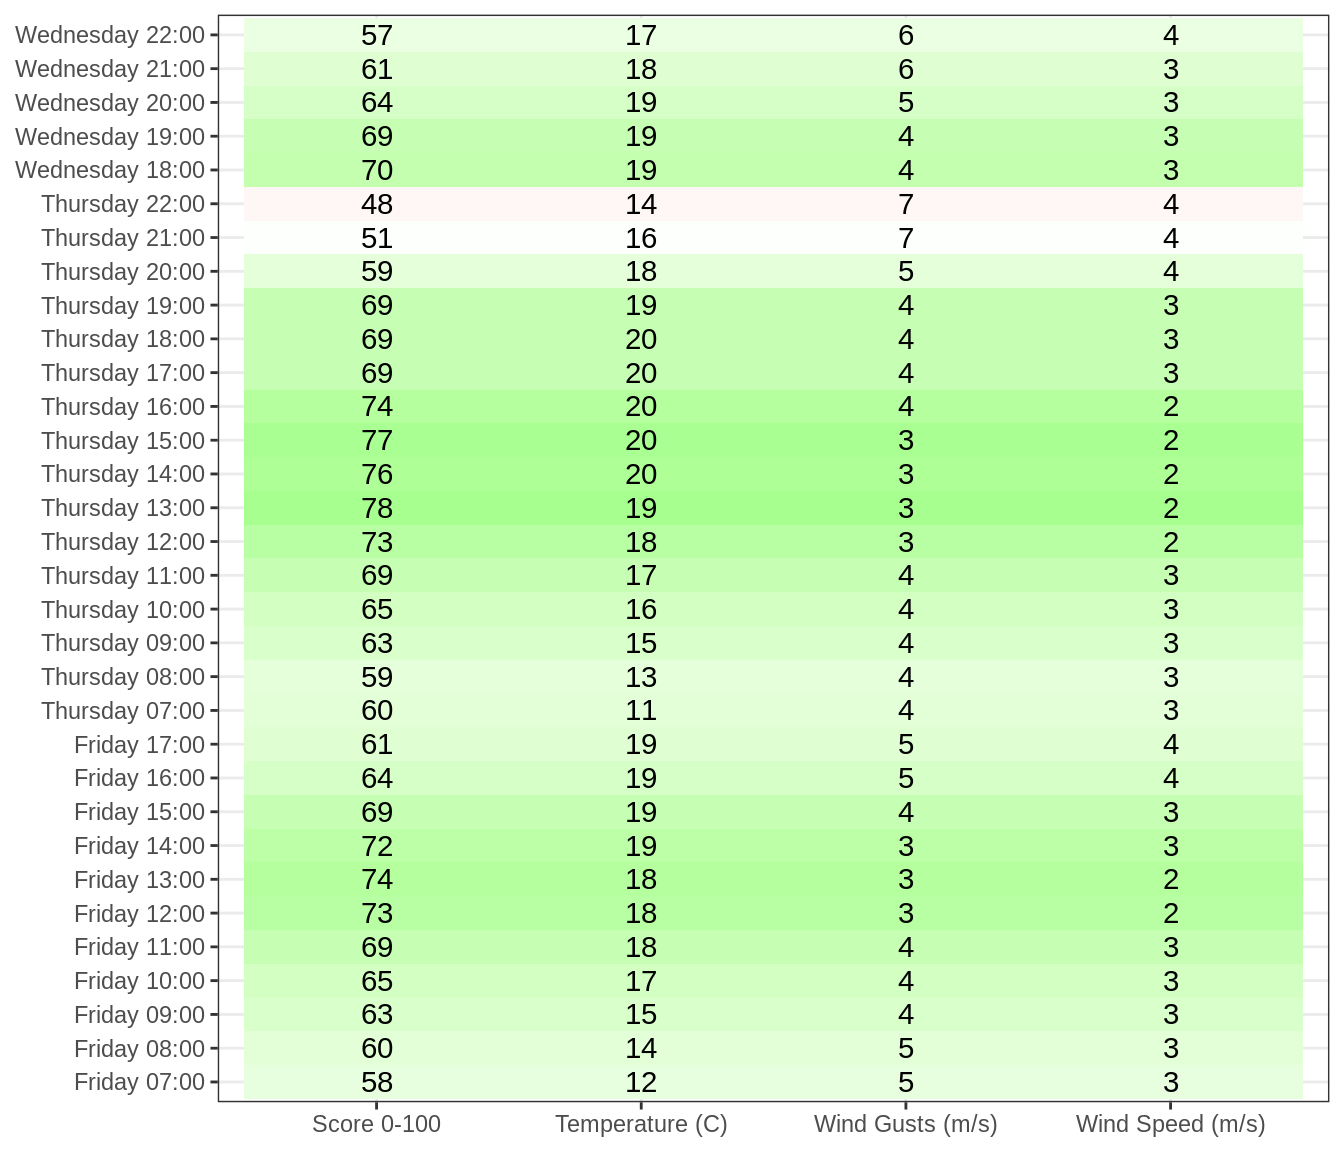 Wednesday 22:00 57 17 6 4
Wednesday 21:00 61 18 6 3
Wednesday 20:00 64 19 5 3
Wednesday 19:00 69 19 4 3
Wednesday 18:00 70 19 4 3
Thursday 22:00 48 14 7 4
Thursday 21:00 51 16 7 4
Thursday 20:00 59 18 5 4
Thursday 19:00 69 19 4 3
Thursday 18:00 69 20 4 3
Thursday 17:00 69 20 4 3
Thursday 16:00 74 20 4 2
Thursday 15:00 77 20 3 2
Thursday 14:00 76 20 3 2
Thursday 13:00 78 19 3 2
Thursday 12:00 73 18 3 2
Thursday 11:00 69 17 4 3
Thursday 10:00 65 16 4 3
Thursday 09:00 63 15 4 3
Thursday 08:00 59 13 4 3
Thursday 07:00 60 11 4 3
Friday 17:00 61 19 5 4
Friday 16:00 64 19 5 4
Friday 15:00 69 19 4 3
Friday 14:00 72 19 3 3
Friday 13:00 74 18 3 2
Friday 12:00 73 18 3 2
Friday 11:00 69 18 4 3
Friday 10:00 65 17 4 3
Friday 09:00 63 15 4 3
Friday 08:00 60 14 5 3
Friday 07:00 58 12 5 3
Score 0-100 Temperature (C) Wind Gusts (m/s) Wind Speed (m/s)